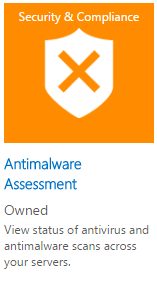 Security & Compliance
Antimalware
Assessment
Owned
View status of antivirus and
antimalware scans across
your servers.